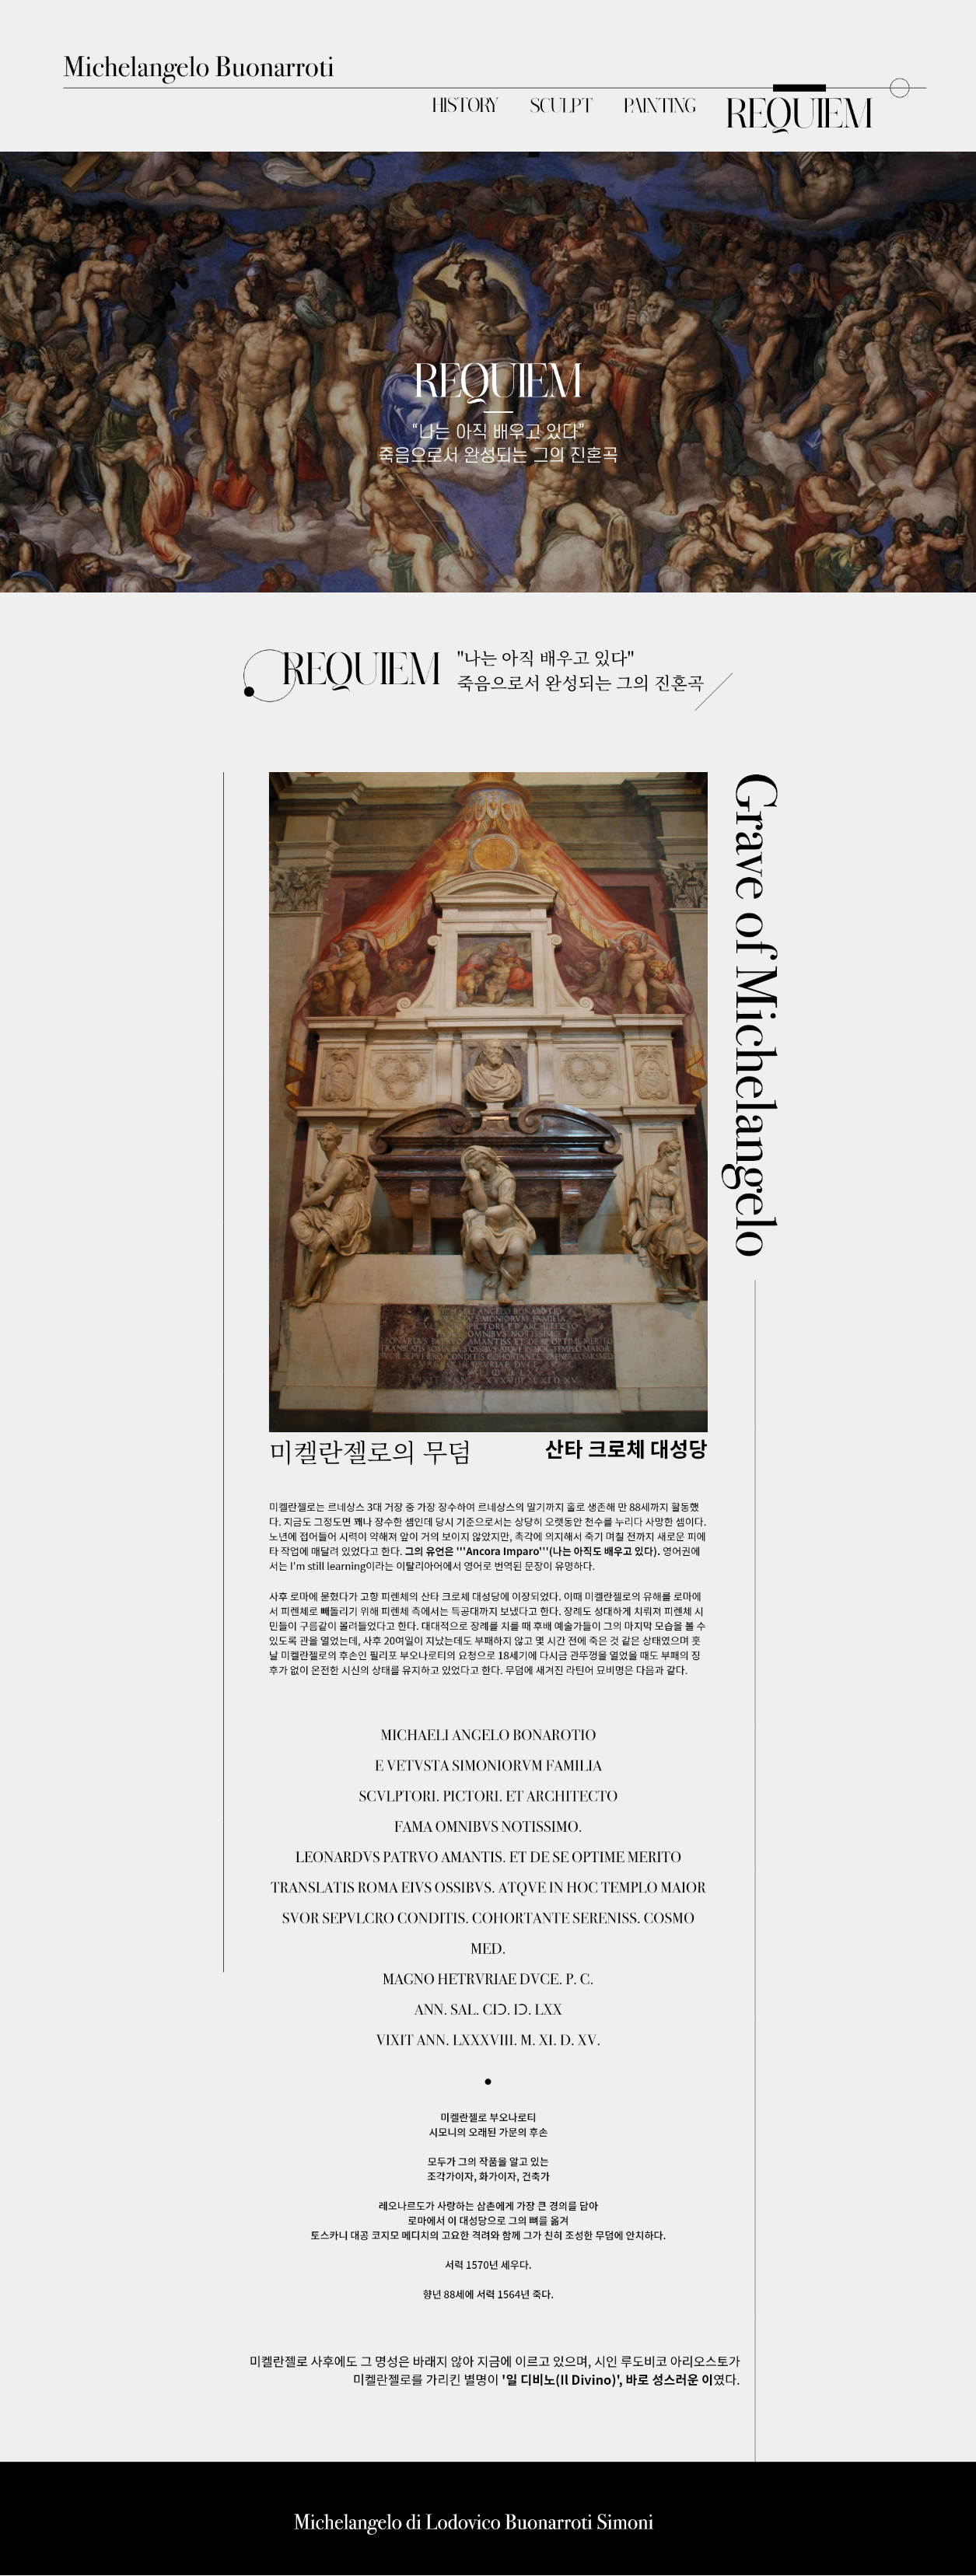 Michelangelo Buonarroti
HISTORY SCULPT PAINTING REQUIEM
REQUIEM
“나는 아직 배우고 있다”
죽음으로서 완성되는 그의 진혼곡
REQUIEM
"나는 아직 배우고 있다"
죽음으로서 완성되는 그의 진혼곡
Grave of Michelangelo
미켈란젤로의 무덤 산타 크로체 대성당
미켈란젤로는 르네상스 3대 거장 중 가장 장수하여 르네상스의 말기까지 홀로 생존해 만 88세까지 활동했
다. 지금도 그정도면 꽤나 장수한 셈인데 당시 기준으로서는 상당히 오랫동안 천수를 누리다 사망한 셈이다.
노년에 접어들어 시력이 약해져 앞이 거의 보이지 않았지만, 촉각에 의지해서 죽기 며칠 전까지 새로운 피에
타 작업에 매달려 있었다고 한다. 그의 유언은 '''Ancora Imparo'''(나는 아직도 배우고 있다). 영어권에
서는 I'm still learning이라는 이탈리아어에서 영어로 번역된 문장이 유명하다.
사후 로마에 묻혔다가 고향 피렌체의 산타 크로체 대성당에 이장되었다. 이때 미켈란젤로의 유해를 로마에
서 피렌체로 빼돌리기 위해 피렌체 측에서는 특공대까지 보냈다고 한다. 장례도 성대하게 치뤄져 피렌체 시
민들이 구름같이 몰려들었다고 한다. 대대적으로 장례를 치를 때 후배 예술가들이 그의 마지막 모습을 볼 수
있도록 관을 열었는데, 사후 20여일이 지났는데도 부패하지 않고 몇 시간 전에 죽은 것 같은 상태였으며 훗
날 미켈란젤로의 후손인 필리포 부오나로티의 요청으로 18세기에 다시금 관뚜껑을 열었을 때도 부패의 징
후가 없이 온전한 시신의 상태를 유지하고 있었다고 한다. 무덤에 새겨진 라틴어 묘비명은 다음과 같다.
MICHAELI ANGELO BONAROTIO
E VETVSTA SIMONIORVM FAMILIA
SCVLPTORI. PICTORI. ET ARCHITECTO
FAMA OMNIBVS NOTISSIMO.
LEONARDVS PATRVO AMANTIS. ET DE SE OPTIME MERITO
TRANSLATIS ROMA EIVS OSSIBVS. ATQVE IN HOC TEMPLO MAIOR
SVOR SEPVLCRO CONDITIS. COHORTANTE SERENISS. COSMO
MED.
MAGNO HETRVRIAE DVCE. P. C.
ANN. SAL. CIƆ. IƆ. LXX
VIXIT ANN. LXXXVIII. M. XI. D. XV.
미켈란젤로 부오나로티
시모니의 오래된 가문의 후손
모두가 그의 작품을 알고 있는
조각가이자, 화가이자, 건축가
레오나르도가 사랑하는 삼촌에게 가장 큰 경의를 담아
로마에서 이 대성당으로 그의 뼈를 옮겨
토스카니 대공 코지모 메디치의 고요한 격려와 함께 그가 친히 조성한 무덤에 안치하다.
서력 1570년 세우다.
향년 88세에 서력 1564년 죽다.
미켈란젤로 사후에도 그 명성은 바래지 않아 지금에 이르고 있으며, 시인 루도비코 아리오스토가
미켈란젤로를 가리킨 별명이 '일 디비노(Il Divino)', 바로 성스러운 이였다.
Michelangelo di Lodovico Buonarroti Simoni